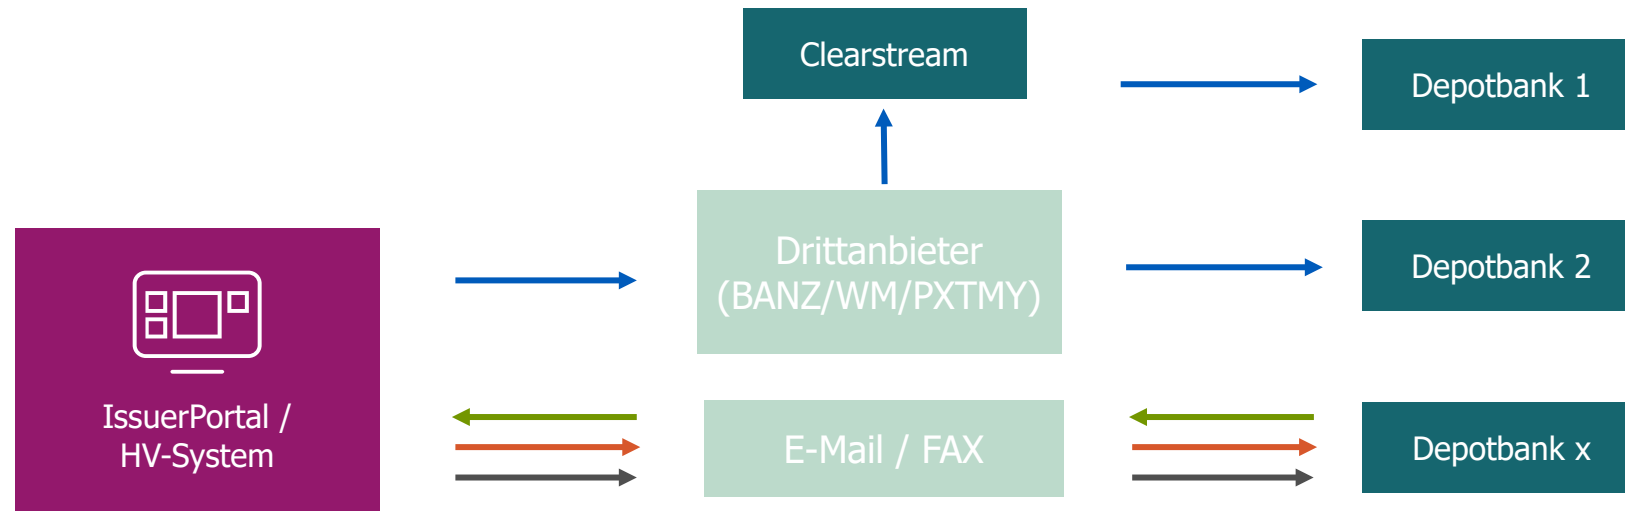 Clearstream
Depotbank 1
Drittanbieter
(BANZ/WM/PXTMY)
Depotbank 2
IssuerPortal /
HV-System
E-Mail / FAX
Depotbank x